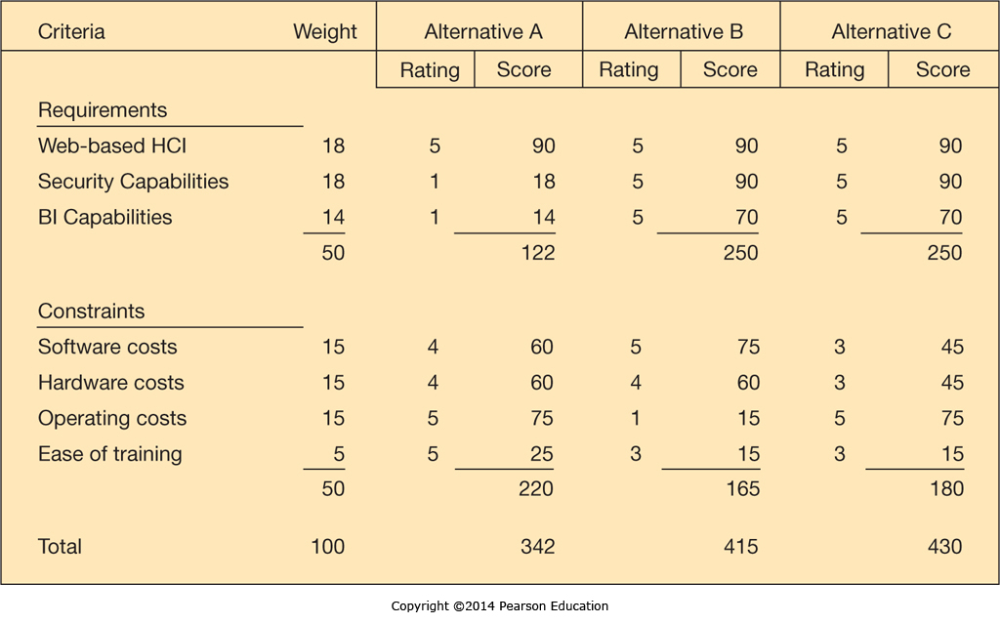 Criteria Weight Alternative A Alternative B Alternative C
Rating Score Rating Score Rating Score
Requirements
Web-based HCI 18 5 90 5 90 5 90
Security Capabilities 18 1 18 5 90 5 90
BI Capabilities 14 1 14 5 70 5 70
50 122 250 250
Constraints
Software costs 15 4 60 5 75 3 45
Hardware costs 15 4 60 4 60 3 45
Operating costs 15 5 75 1 15 5 75
Ease of training 5 5 25 3 15 3 15
50 220 165 180
Total 100 342 415 430
Copyright ©2014 Pearson Education